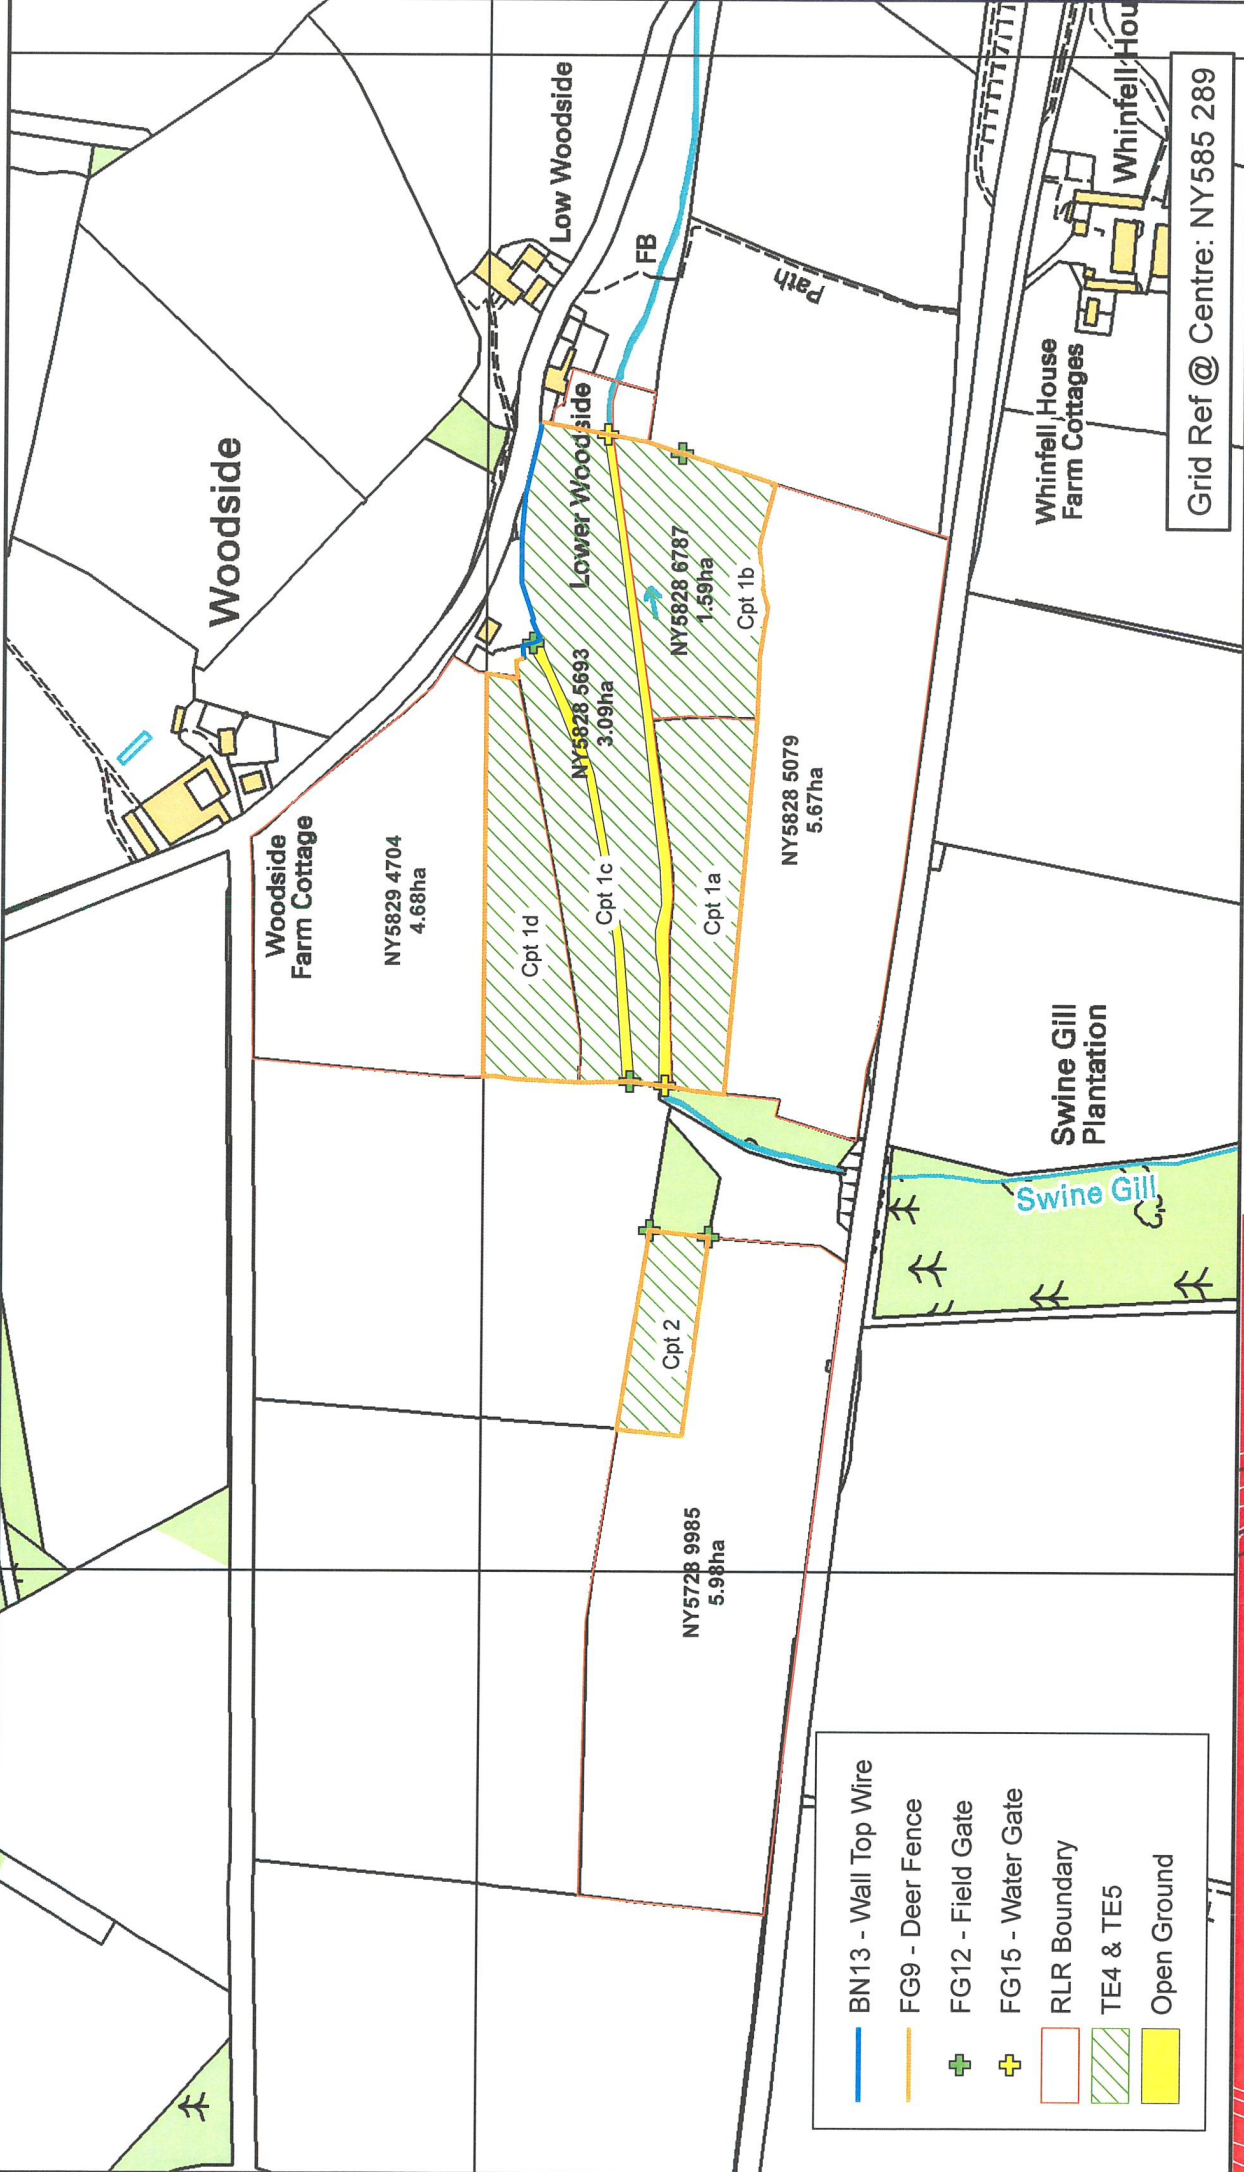 Woodside
Low Woodside
FB
Path
Lower Woodside
Woodside
Farm Cottage
NY5829 4704
4.68ha
NY5828 5693
3.09ha
NY5828 6787
1.59ha
Cpt 1b
Cpt 1d
Cpt 1c
Cpt 1a
NY5828 5079
5.67ha
Cpt 2
NY5728 9985
5.98ha
Swine Gill
Plantation
Swine Gill
Whinfell House
Farm Cottages
Whinfell Hou
Grid Ref @ Centre: NY585 289
BN13 - Wall Top Wire
FG9 - Deer Fence
FG12 - Field Gate
FG15 - Water Gate
RLR Boundary
TE4 & TE5
Open Ground